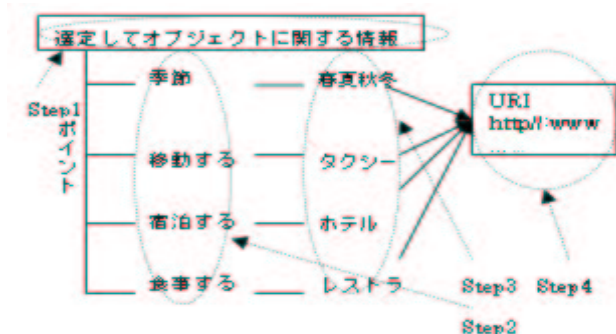 選定してオブジェクトに関する情報
季節
春夏秋冬
URI
http//:www
....
Step1
ポイント
移動する
タクシー
宿泊する
ホテル
食事する
レストラ
Step3
Step4
Step2